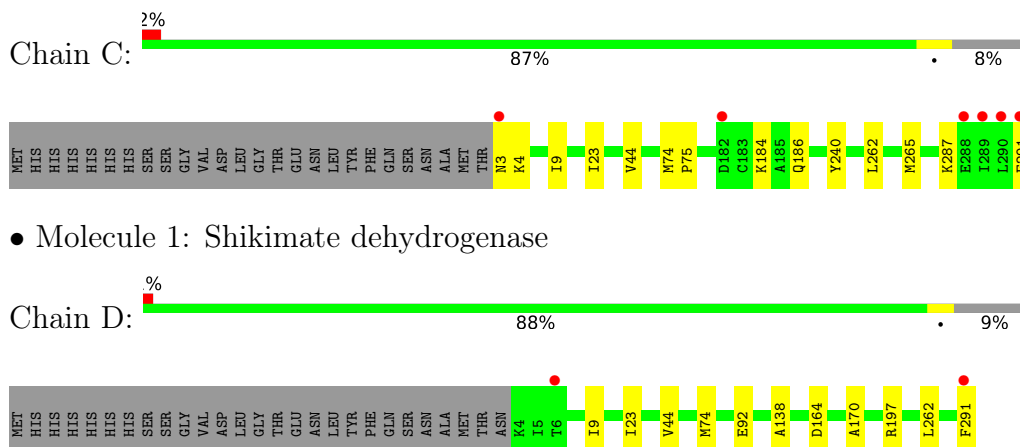 2%
Chain C:
87% • 8%
MET HIS HIS HIS HIS HIS HIS SER SER GLY VAL ASP LEU GLY THR GLU ASN LEU TYR PHE GLN SER ASN ALA MET THR N3 K4 I9 I23 V44 M74 P75 D182 C183 K184 A185 Q186 Y240 L262 M265 K287 E288 I289 L290
• Molecule 1: Shikimate dehydrogenase
%
Chain D:
88% • 9%
MET HIS HIS HIS HIS HIS HIS SER SER GLY VAL ASP LEU GLY THR GLU ASN LEU TYR PHE GLN SER ASN ALA MET THR ASN K4 I5 T6 I9 I23 V44 M74 E92 A138 D164 A170 R197 L262 F291